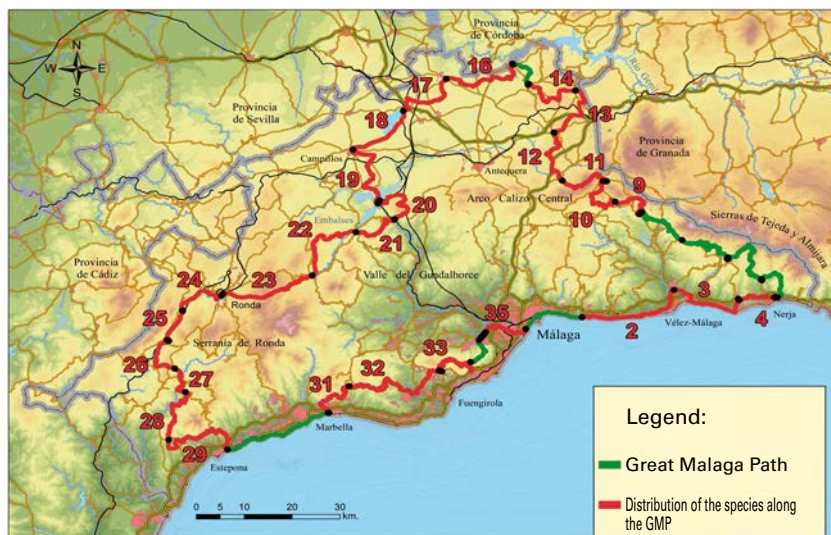 Provincia
de Córdoba
N
W E
S
16
17
14
Río Genil
18
13
Provincia
de Sevilla
Provincia
de Granada
12
Campillos
Antequera
11
19
9
Arco Calizo Central
20
10
Sierras de Tejeda y Almijara
Embalses
22
21
Provincia
de Cádiz
24
23
Valle del Guadalhorce
Ronda
3
4
25
35
Málaga
2
Vélez-Málaga
Nerja
Serranía de Ronda
26
33
27
32
31
Fuengirola
Marbella
28
29
Estepona
0 5 10 20 30
km.
Legend:
Great Malaga Path
Distribution of the species along
the GMP